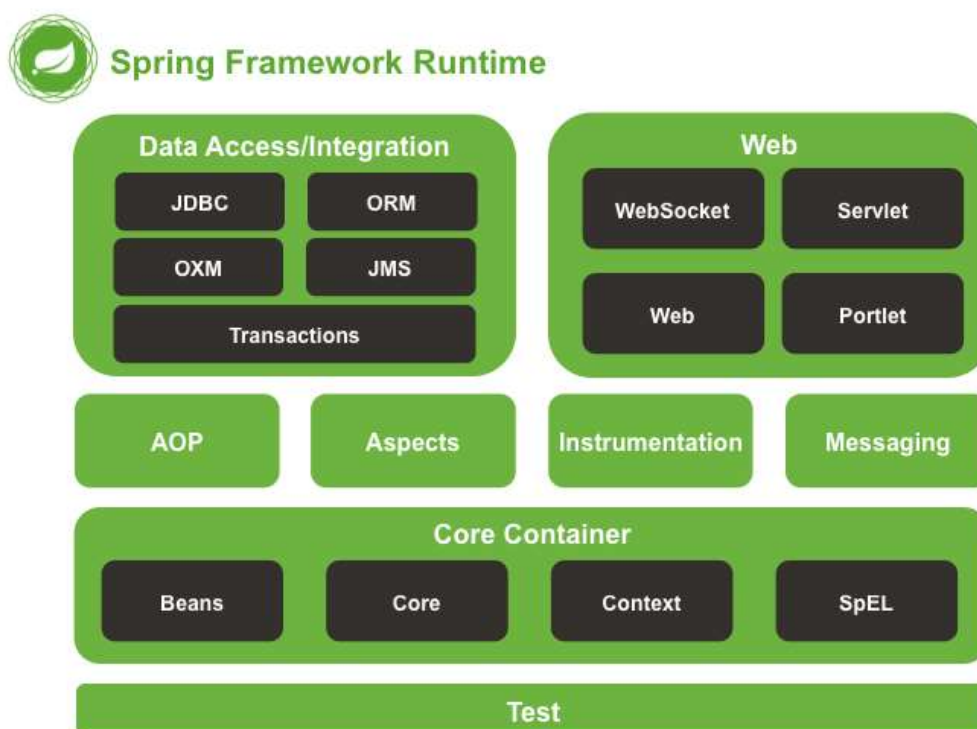 Spring Framework Runtime
Data Access/Integration
JDBC ORM
OXM JMS
Transactions
Web
WebSocket Servlet
Web Portlet
AOP Aspects Instrumentation Messaging
Core Container
Beans Core Context SpEL
Test